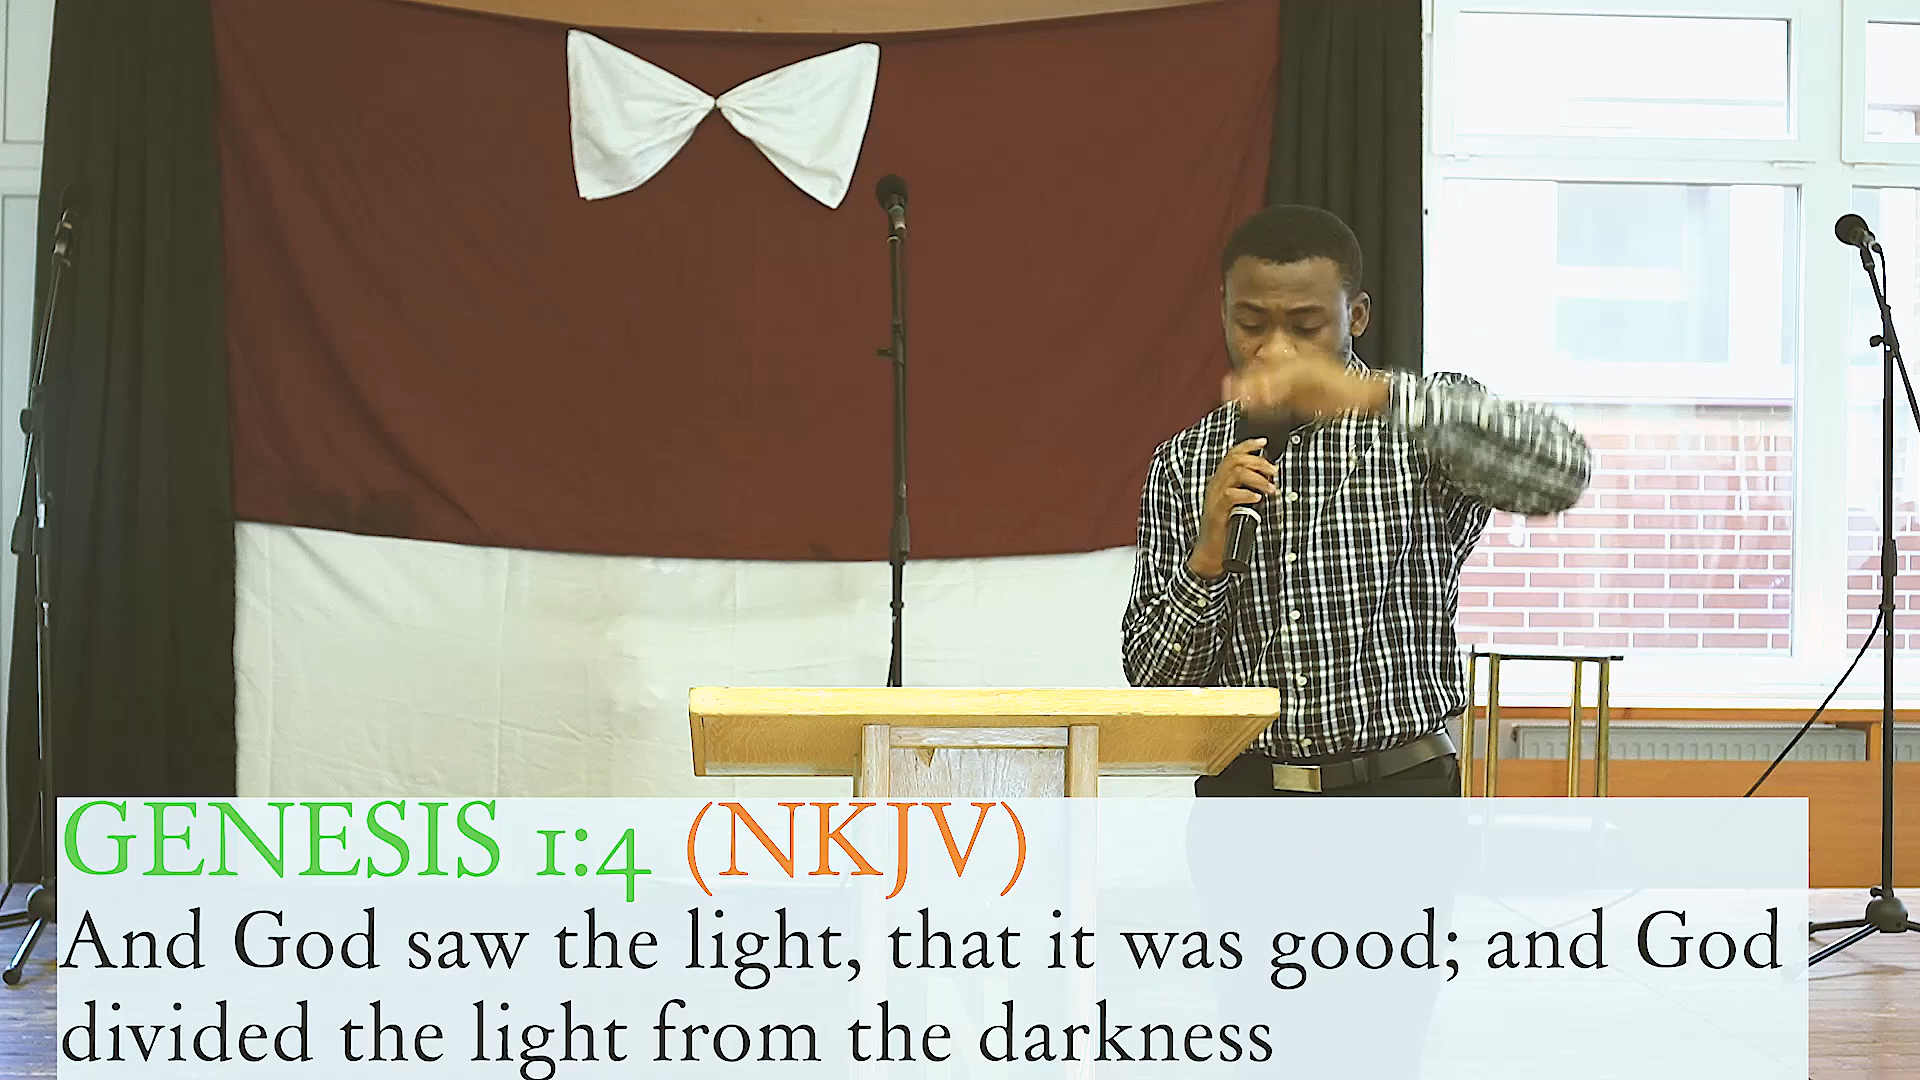 GENESIS 1:4 (NKJV)
And God saw the light, that it was good; and God
divided the light from the darkness